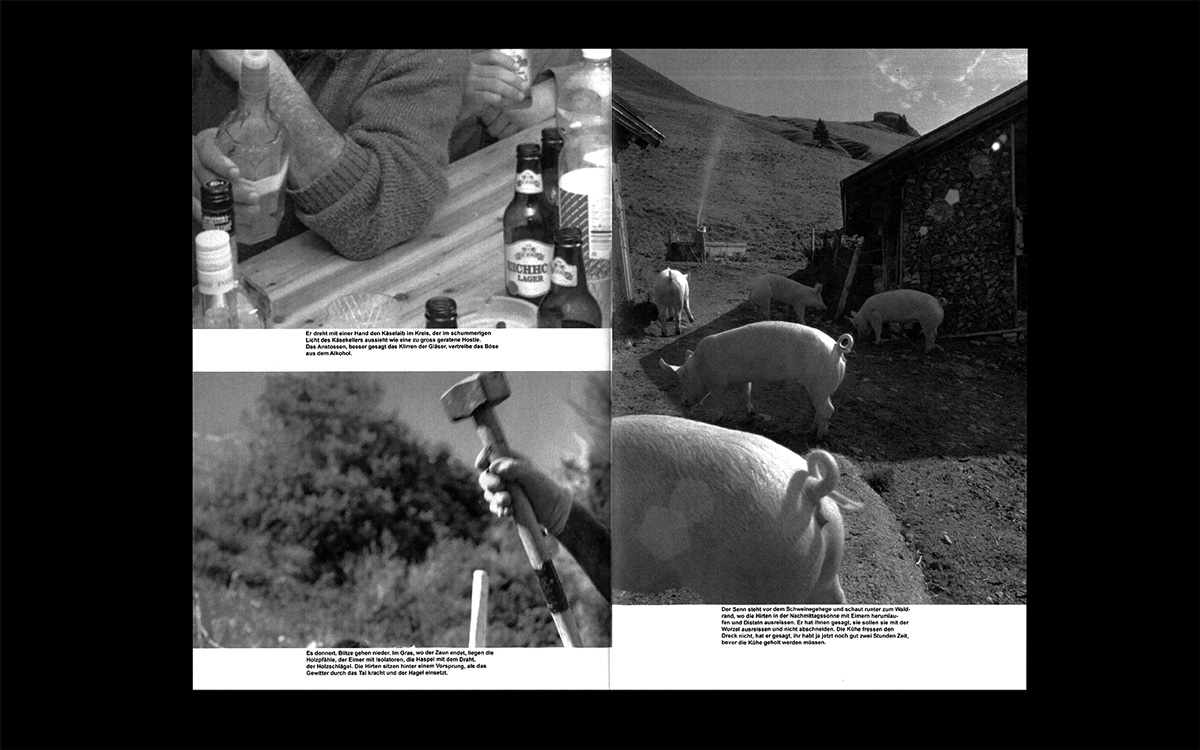 EICHHOF
LAGER
Er dreht mit einer Hand den Käselaib im Kreis, der im schummerigen
Licht des Käsekellers aussieht wie eine zu gross geratene Hostie.
Das Anstossen, besser gesagt das Klirren der Gläser, vertreibe das Böse
aus dem Alkohol.
Es donnert. Blitze gehen nieder. Im Gras, wo der Zaun endet, liegen die
Holzpfähle, der Eimer mit Isolatoren, die Haspel mit dem Draht,
der Holzschlägel. Die Hirten sitzen hinter einem Vorsprung, als das
Gewitter durch das Tal kracht und der Hagel einsetzt.
Der Senn steht vor dem Schweinegehege und schaut runter zum Wald-
rand, wo die Hirten in der Nachmittagssonne mit Eimern herumlau-
fen und Disteln ausreissen. Er hat ihnen gesagt, sie sollen sie mit der
Wurzel ausreissen und nicht abschneiden. Die Kühe fressen den
Dreck nicht, hat er gesagt, ihr habt ja jetzt noch gut zwei Stunden Zeit,
bevor die Kühe geholt werden müssen.